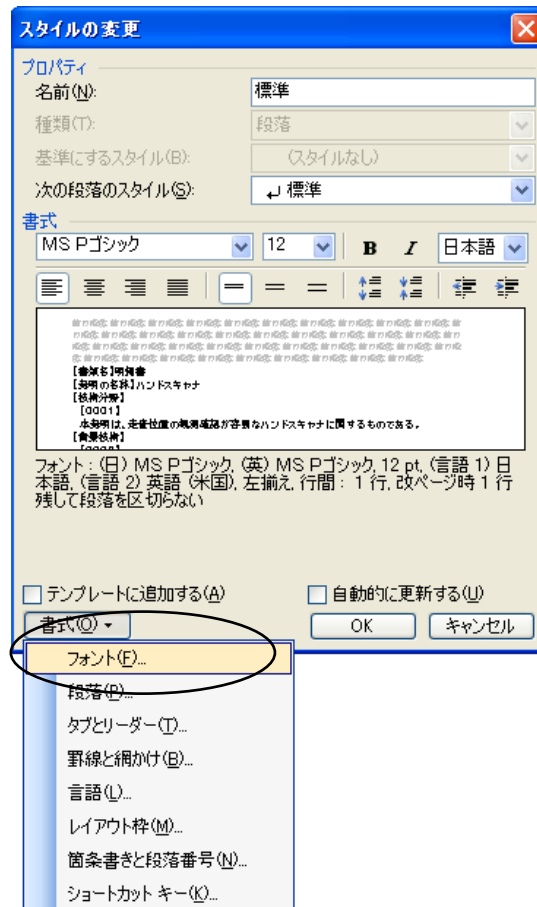 スタイルの変更
プロパティ
名前(N): 標準
種類(T): 段落
基準にするスタイル(B): (スタイルなし)
次の段落のスタイル(S): 標準
書式
MS Pゴシック 12 B I 日本語
【書類名】明細書
【発明の名称】ハンドスキャナ
【技術分野】
【0001】
本発明は、走査位置の観測確認が容易なハンドスキャナに関するものである。
【背景技術】
フォント : (日) MS Pゴシック, (英) MS Pゴシック, 12 pt, (言語 1) 日
本語, (言語 2) 英語 (米国), 左揃え, 行間 : 1 行, 改ページ時 1 行
残して段落を区切らない
テンプレートに追加する(A) 自動的に更新する(U)
書式(O) OK キャンセル
フォント(F)...
段落(P)...
タブとリーダー(T)...
罫線と網かけ(B)...
言語(L)...
レイアウト枠(M)...
箇条書きと段落番号(N)...
ショートカット キー(K)...